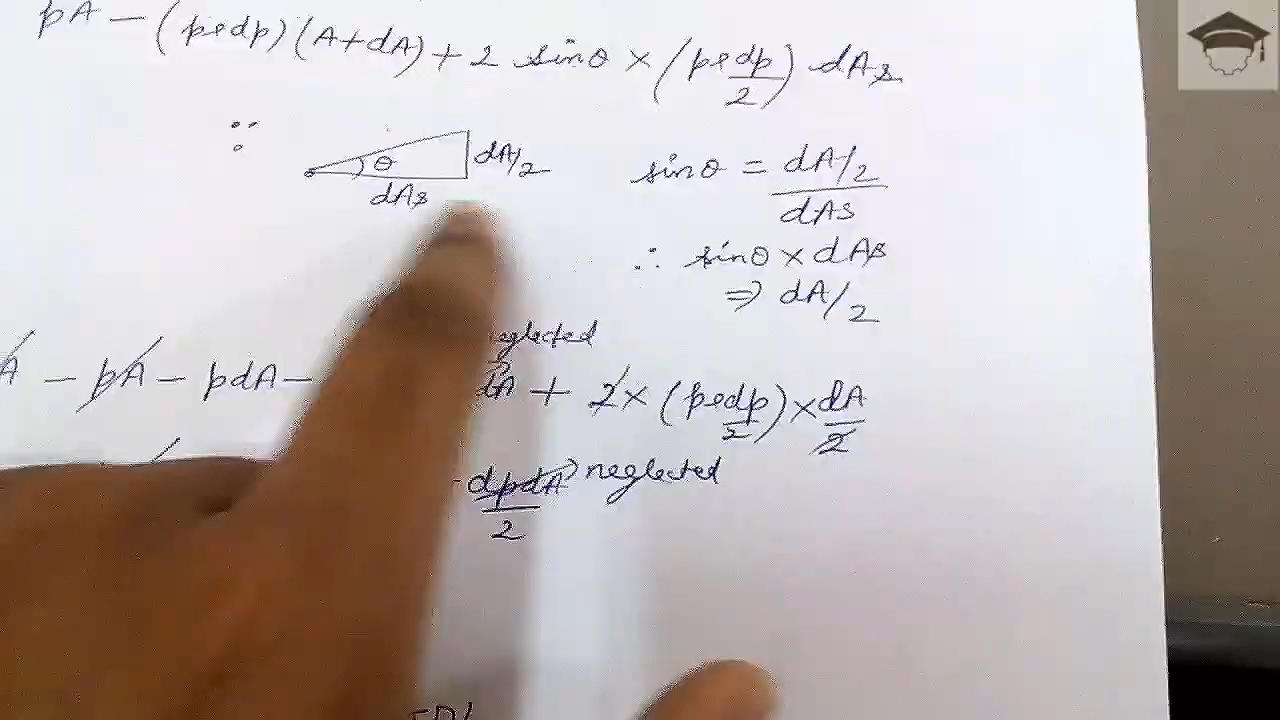 pA - (p+dp)(A+dA) + 2 sinθ × (p+dp/2) dAs
∵
θ
dA/2
dAs
sinθ = dA/2 / dAs
∴ sinθ × dAs
⇒ dA/2
neglected
A - pA - pdA - dA + 2 × (p+dp/2) × dA/2
dpdA/2 neglected